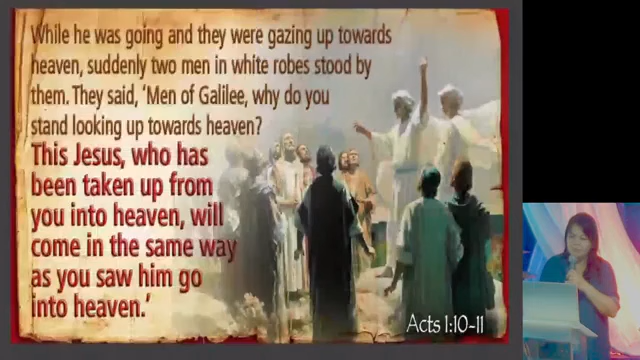 While he was going and they were gazing up towards
heaven, suddenly two men in white robes stood by
them. They said, ‘Men of Galilee, why do you
stand looking up towards heaven?
This Jesus, who has
been taken up from
you into heaven, will
come in the same way
as you saw him go
into heaven.’
Acts 1:10-11